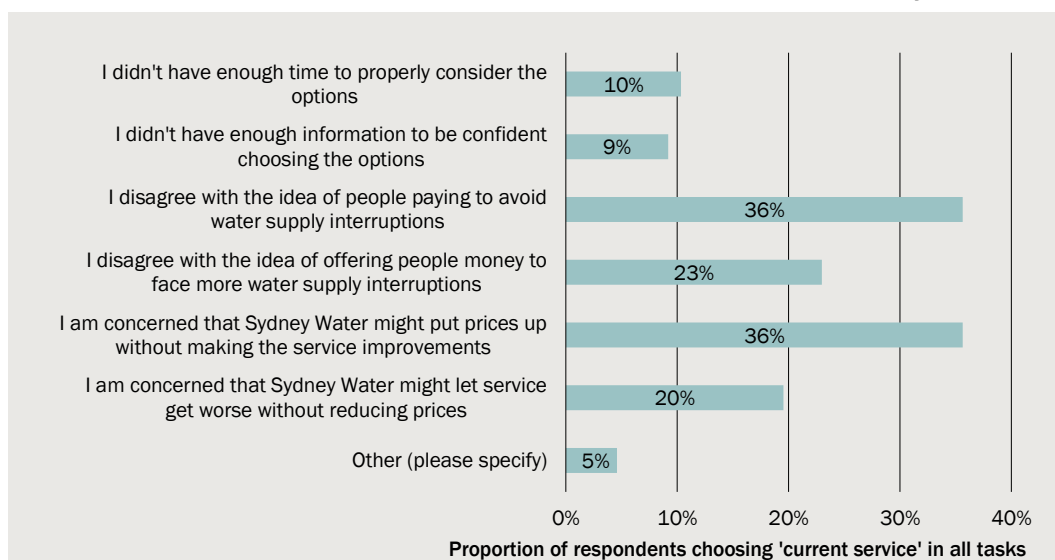 I didn't have enough time to properly consider the
options
10%
I didn't have enough information to be confident
choosing the options
9%
I disagree with the idea of people paying to avoid
water supply interruptions
36%
I disagree with the idea of offering people money to
face more water supply interruptions
23%
I am concerned that Sydney Water might put prices up
without making the service improvements
36%
I am concerned that Sydney Water might let service
get worse without reducing prices
20%
Other (please specify)
5%
0% 10% 20% 30% 40%
Proportion of respondents choosing 'current service' in all tasks